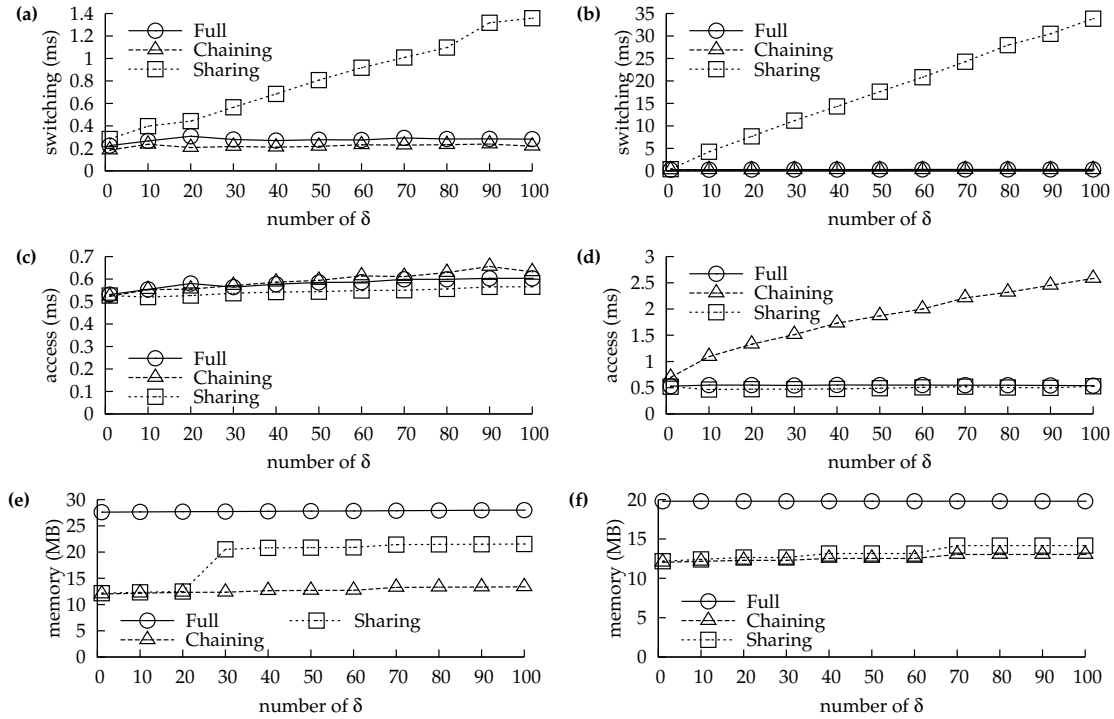 (a)
switching (ms)
1.4
1.2
1
0.8
0.6
0.4
0.2
0
Full
Chaining
Sharing
0 10 20 30 40 50 60 70 80 90 100
number of δ
(b)
switching (ms)
35
30
25
20
15
10
5
0
Full
Chaining
Sharing
0 10 20 30 40 50 60 70 80 90 100
number of δ
(c)
access (ms)
0.7
0.6
0.5
0.4
0.3
0.2
0.1
0
Full
Chaining
Sharing
0 10 20 30 40 50 60 70 80 90 100
number of δ
(d)
access (ms)
3
2.5
2
1.5
1
0.5
0
Full
Chaining
Sharing
0 10 20 30 40 50 60 70 80 90 100
number of δ
(e)
memory (MB)
30
25
20
15
10
5
0
Full Sharing
Chaining
0 10 20 30 40 50 60 70 80 90 100
number of δ
(f)
memory (MB)
20
15
10
5
0
Full
Chaining
Sharing
0 10 20 30 40 50 60 70 80 90 100
number of δ